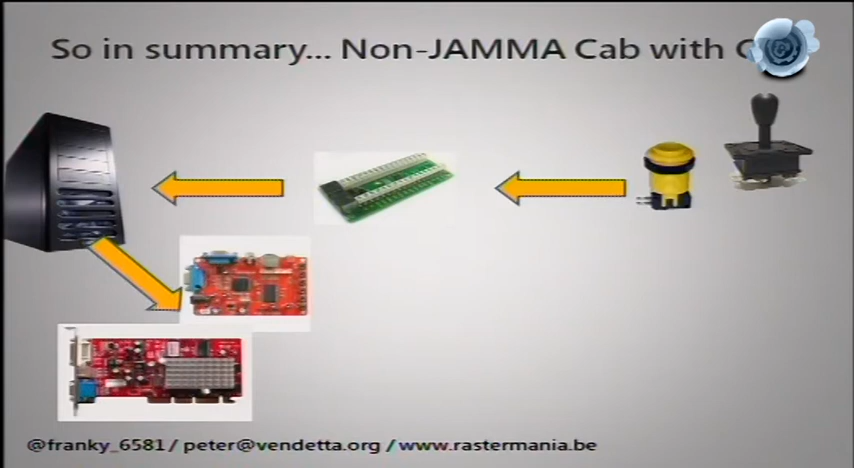 So in summary... Non-JAMMA Cab with
@franky_6581 / peter@vendetta.org / www.rastermania.be